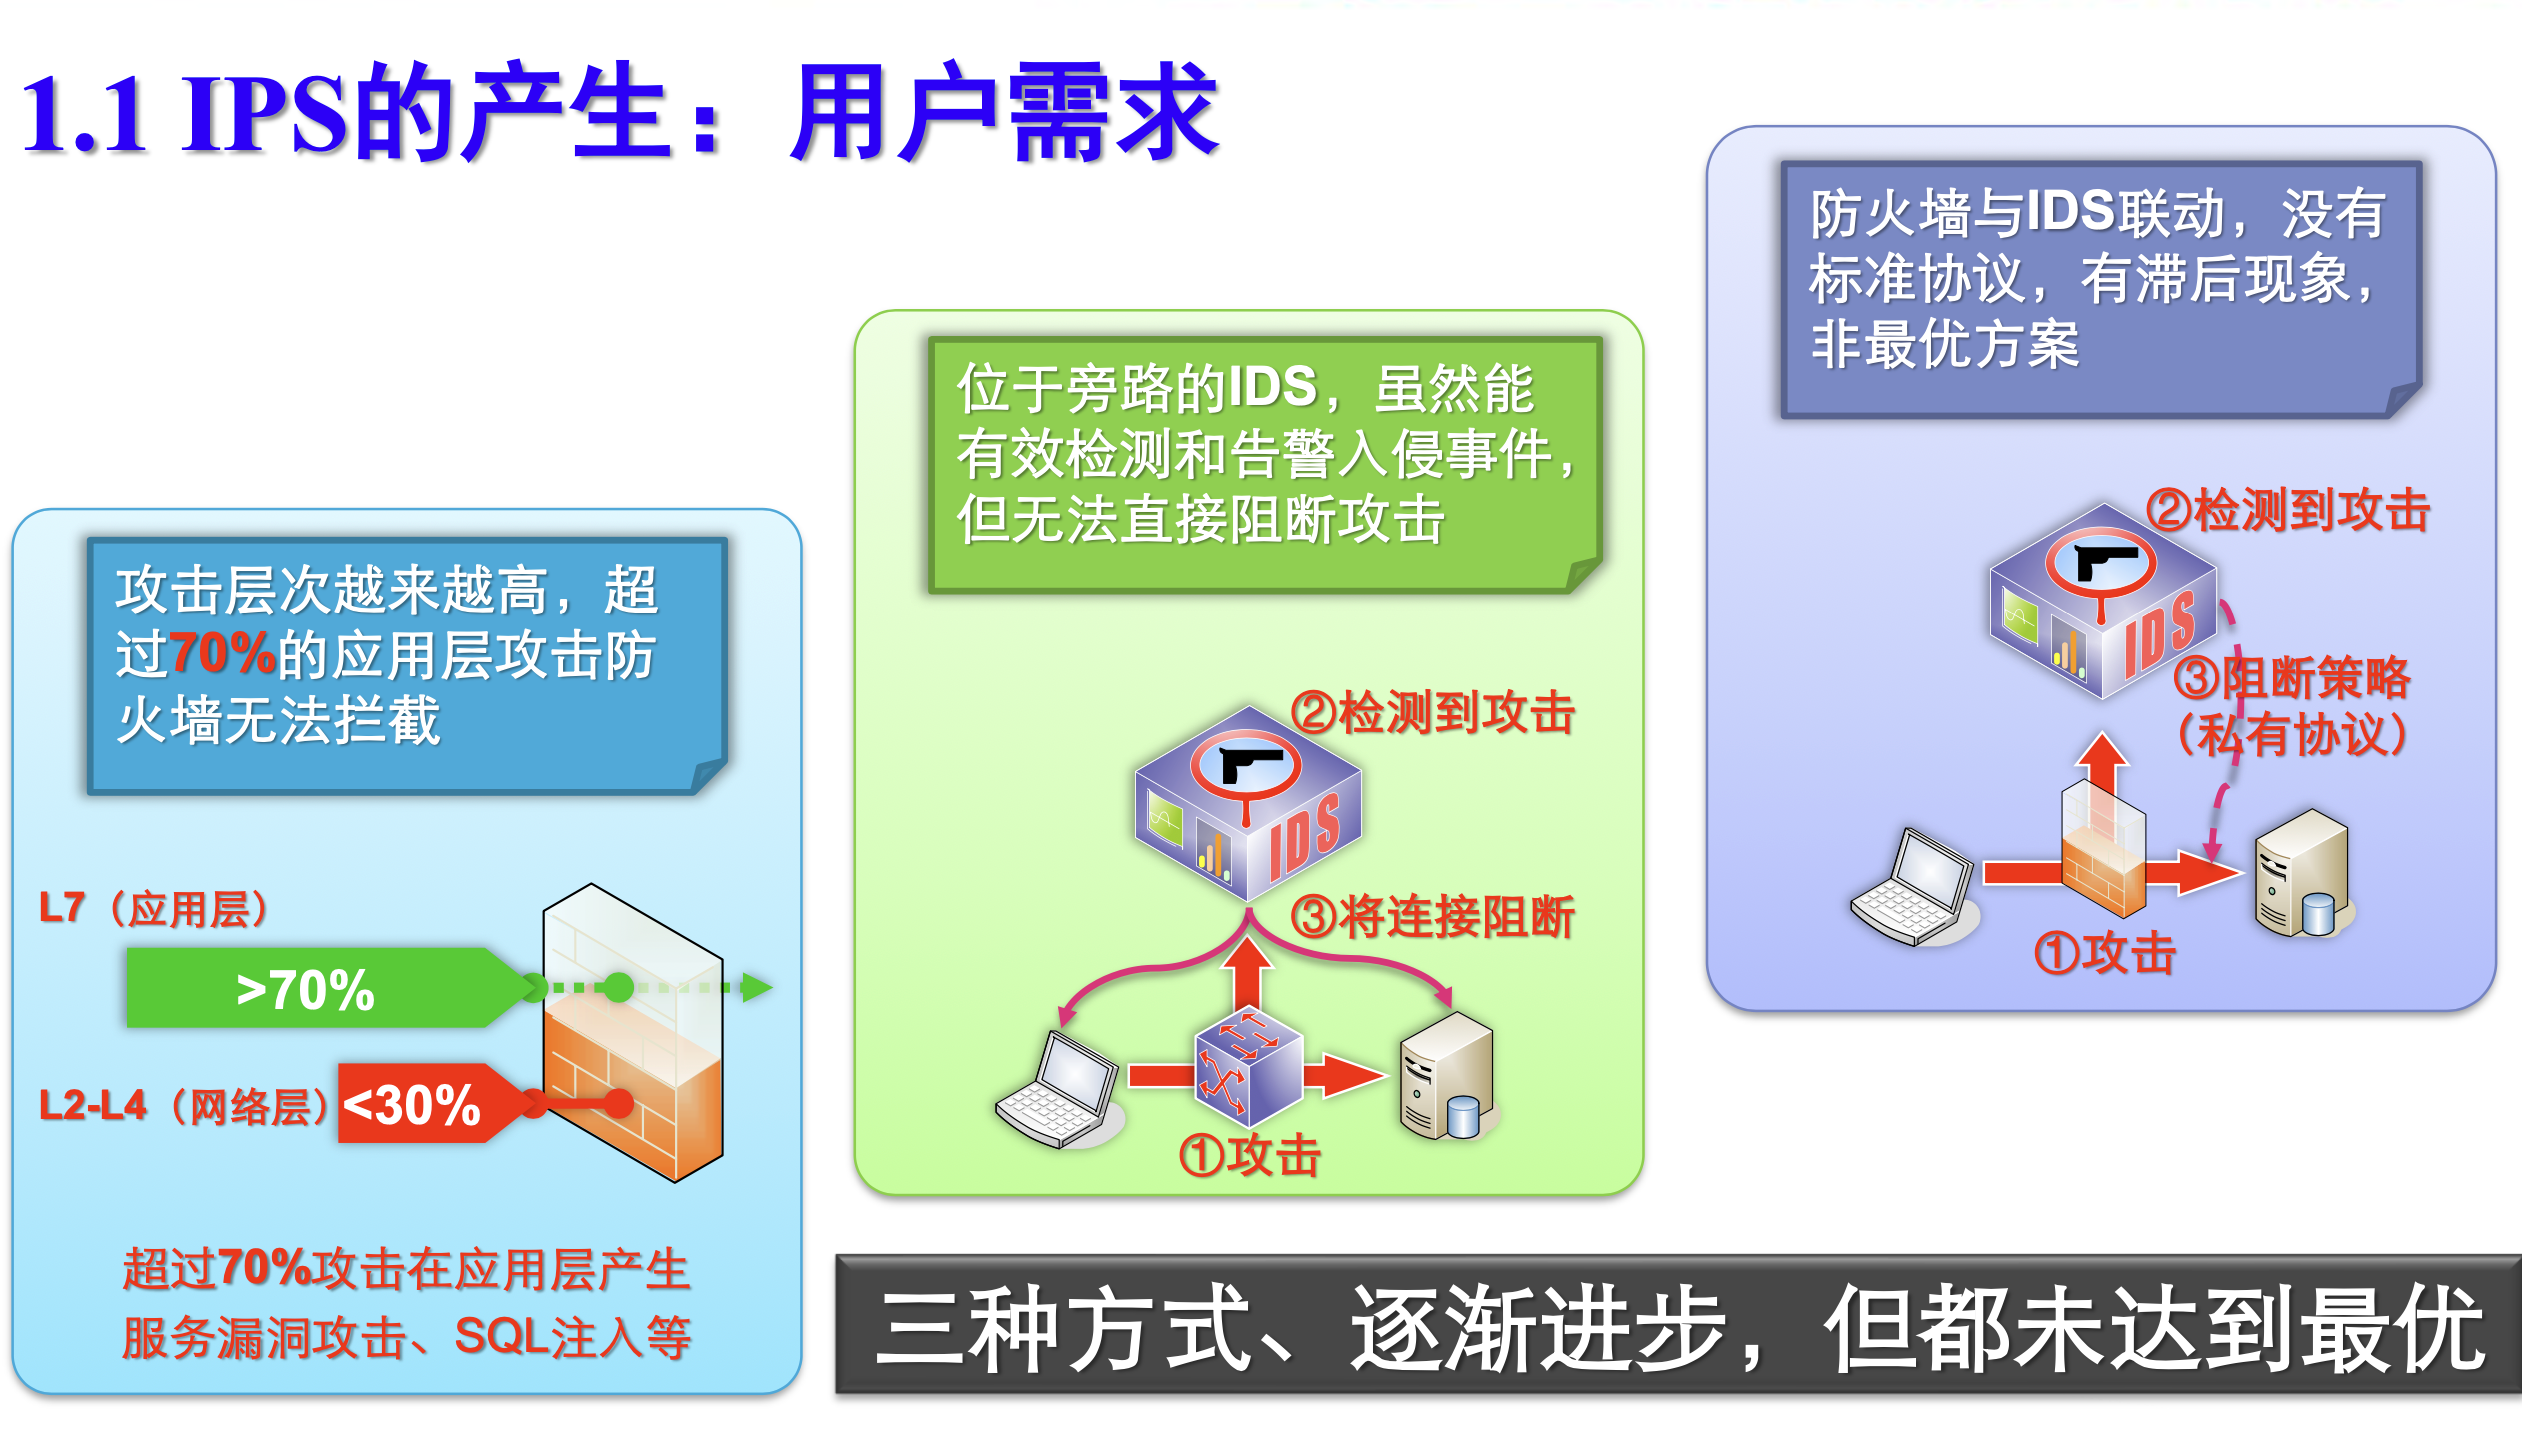 1.1 IPS的产生：用户需求
攻击层次越来越高，超
过70%的应用层攻击防
火墙无法拦截
L7（应用层）
>70%
L2-L4（网络层）
<30%
超过70%攻击在应用层产生
服务漏洞攻击、SQL注入等
位于旁路的IDS，虽然能
有效检测和告警入侵事件，
但无法直接阻断攻击
②检测到攻击
IDS
③将连接阻断
①攻击
防火墙与IDS联动，没有
标准协议，有滞后现象，
非最优方案
②检测到攻击
IDS
③阻断策略
（私有协议）
①攻击
三种方式、逐渐进步，但都未达到最优